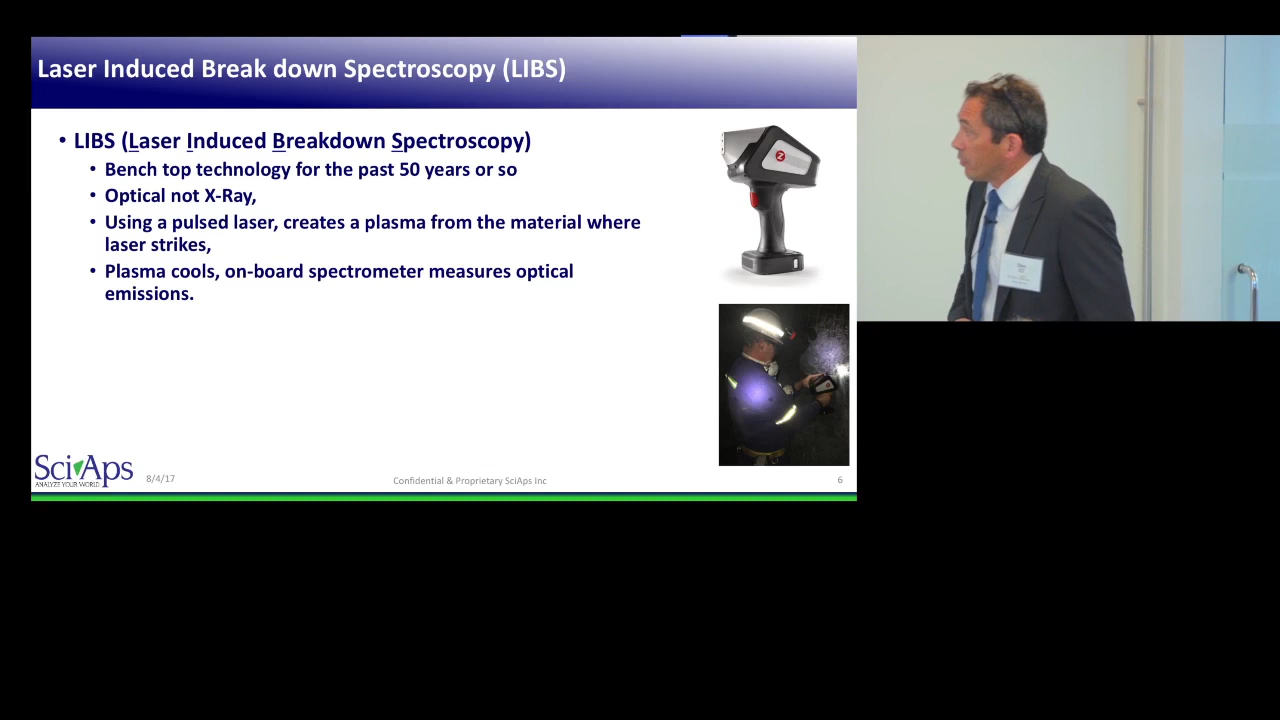 Laser Induced Break down Spectroscopy (LIBS)
• LIBS (Laser Induced Breakdown Spectroscopy)
• Bench top technology for the past 50 years or so
• Optical not X-Ray,
• Using a pulsed laser, creates a plasma from the material where
laser strikes,
• Plasma cools, on-board spectrometer measures optical
emissions.
Z
SciAps
ANALYZE YOUR WORLD
8/4/17
Confidential & Proprietary SciAps Inc
6